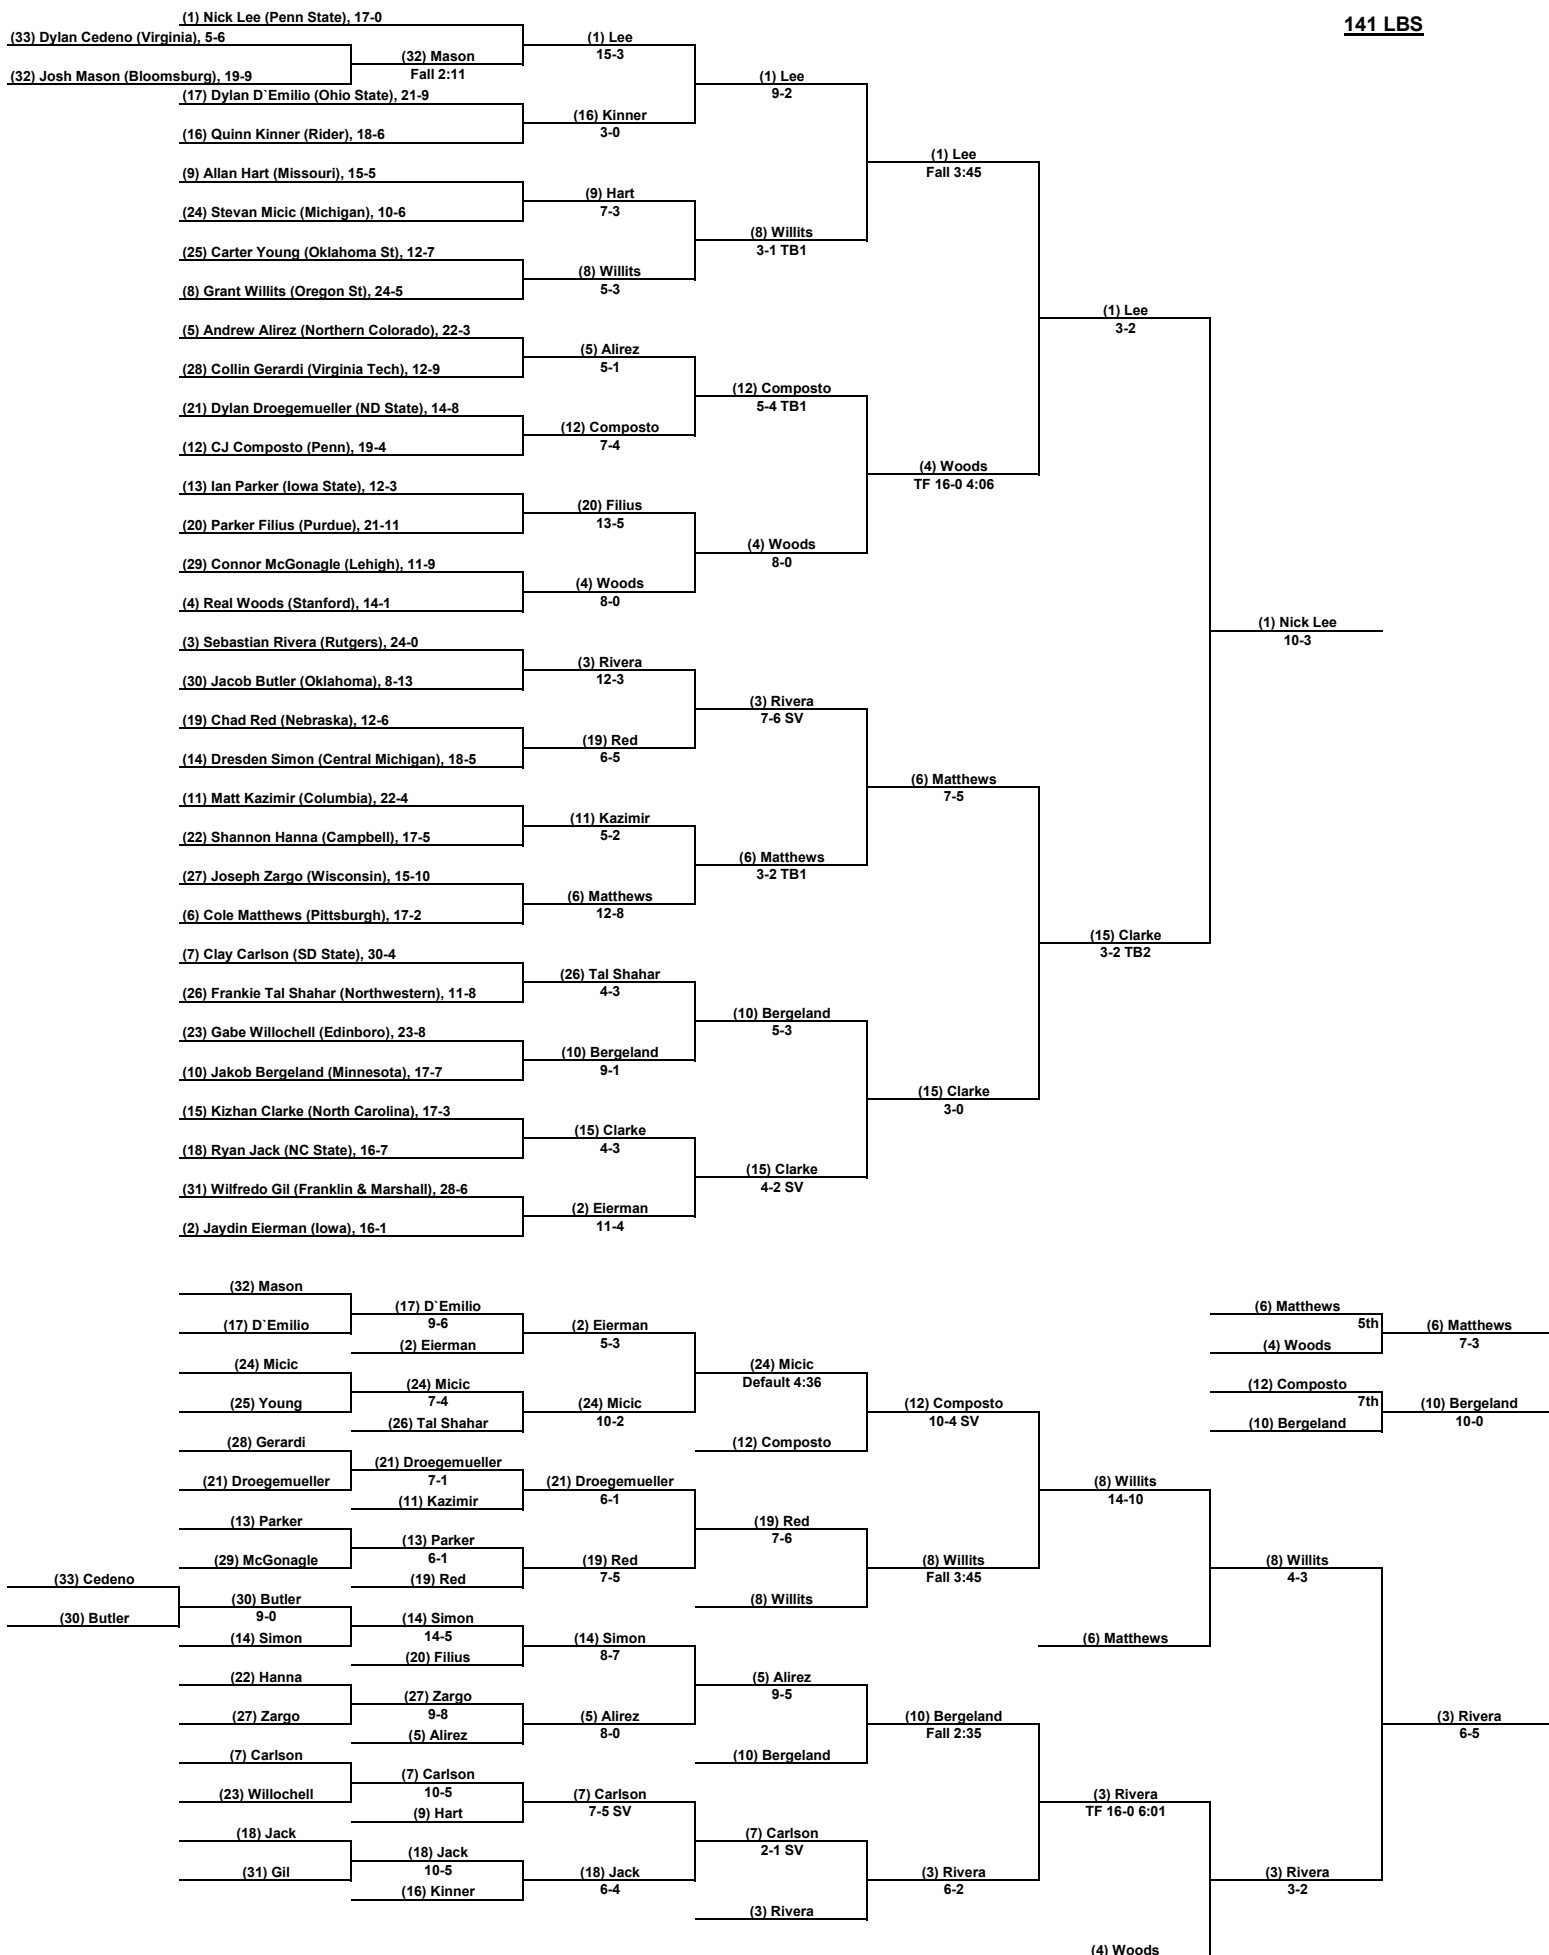 141 LBS
(1) Nick Lee (Penn State), 17-0
(33) Dylan Cedeno (Virginia), 5-6
(1) Lee
15-3
(32) Mason
Fall 2:11
(32) Josh Mason (Bloomsburg), 19-9
(1) Lee
9-2
(17) Dylan D`Emilio (Ohio State), 21-9
(16) Kinner
3-0
(16) Quinn Kinner (Rider), 18-6
(1) Lee
Fall 3:45
(9) Allan Hart (Missouri), 15-5
(9) Hart
7-3
(24) Stevan Micic (Michigan), 10-6
(8) Willits
3-1 TB1
(25) Carter Young (Oklahoma St), 12-7
(8) Willits
5-3
(8) Grant Willits (Oregon St), 24-5
(1) Lee
3-2
(5) Andrew Alirez (Northern Colorado), 22-3
(5) Alirez
5-1
(28) Collin Gerardi (Virginia Tech), 12-9
(12) Composto
5-4 TB1
(21) Dylan Droegemueller (ND State), 14-8
(12) Composto
7-4
(12) CJ Composto (Penn), 19-4
(4) Woods
TF 16-0 4:06
(13) Ian Parker (Iowa State), 12-3
(20) Filius
13-5
(20) Parker Filius (Purdue), 21-11
(4) Woods
8-0
(29) Connor McGonagle (Lehigh), 11-9
(4) Woods
8-0
(4) Real Woods (Stanford), 14-1
(1) Nick Lee
10-3
(3) Sebastian Rivera (Rutgers), 24-0
(3) Rivera
12-3
(30) Jacob Butler (Oklahoma), 8-13
(3) Rivera
7-6 SV
(19) Chad Red (Nebraska), 12-6
(19) Red
6-5
(14) Dresden Simon (Central Michigan), 18-5
(6) Matthews
7-5
(11) Matt Kazimir (Columbia), 22-4
(11) Kazimir
5-2
(22) Shannon Hanna (Campbell), 17-5
(6) Matthews
3-2 TB1
(27) Joseph Zargo (Wisconsin), 15-10
(6) Matthews
12-8
(6) Cole Matthews (Pittsburgh), 17-2
(15) Clarke
3-2 TB2
(7) Clay Carlson (SD State), 30-4
(26) Tal Shahar
4-3
(26) Frankie Tal Shahar (Northwestern), 11-8
(10) Bergeland
5-3
(23) Gabe Willochell (Edinboro), 23-8
(10) Bergeland
9-1
(10) Jakob Bergeland (Minnesota), 17-7
(15) Clarke
3-0
(15) Kizhan Clarke (North Carolina), 17-3
(15) Clarke
4-3
(18) Ryan Jack (NC State), 16-7
(15) Clarke
4-2 SV
(31) Wilfredo Gil (Franklin & Marshall), 28-6
(2) Eierman
11-4
(2) Jaydin Eierman (Iowa), 16-1
(32) Mason
(17) D`Emilio
9-6
(17) D`Emilio
(2) Eierman
5-3
(2) Eierman
(6) Matthews
5th
(4) Woods
(6) Matthews
7-3
(24) Micic
(24) Micic
Default 4:36
(24) Micic
7-4
(25) Young
(24) Micic
10-2
(26) Tal Shahar
(12) Composto
10-4 SV
(12) Composto
7th
(10) Bergeland
(10) Bergeland
10-0
(28) Gerardi
(12) Composto
(21) Droegemueller
7-1
(21) Droegemueller
(21) Droegemueller
6-1
(11) Kazimir
(8) Willits
14-10
(13) Parker
(19) Red
7-6
(13) Parker
6-1
(29) McGonagle
(19) Red
7-5
(19) Red
(8) Willits
Fall 3:45
(8) Willits
4-3
(33) Cedeno
(30) Butler
(30) Butler
9-0
(8) Willits
(14) Simon
14-5
(14) Simon
(14) Simon
8-7
(20) Filius
(6) Matthews
(22) Hanna
(5) Alirez
9-5
(27) Zargo
9-8
(27) Zargo
(5) Alirez
8-0
(5) Alirez
(10) Bergeland
Fall 2:35
(3) Rivera
6-5
(7) Carlson
(10) Bergeland
(7) Carlson
10-5
(23) Willochell
(7) Carlson
7-5 SV
(9) Hart
(3) Rivera
TF 16-0 6:01
(18) Jack
(7) Carlson
2-1 SV
(18) Jack
10-5
(31) Gil
(18) Jack
6-4
(16) Kinner
(3) Rivera
6-2
(3) Rivera
3-2
(3) Rivera
(4) Woods